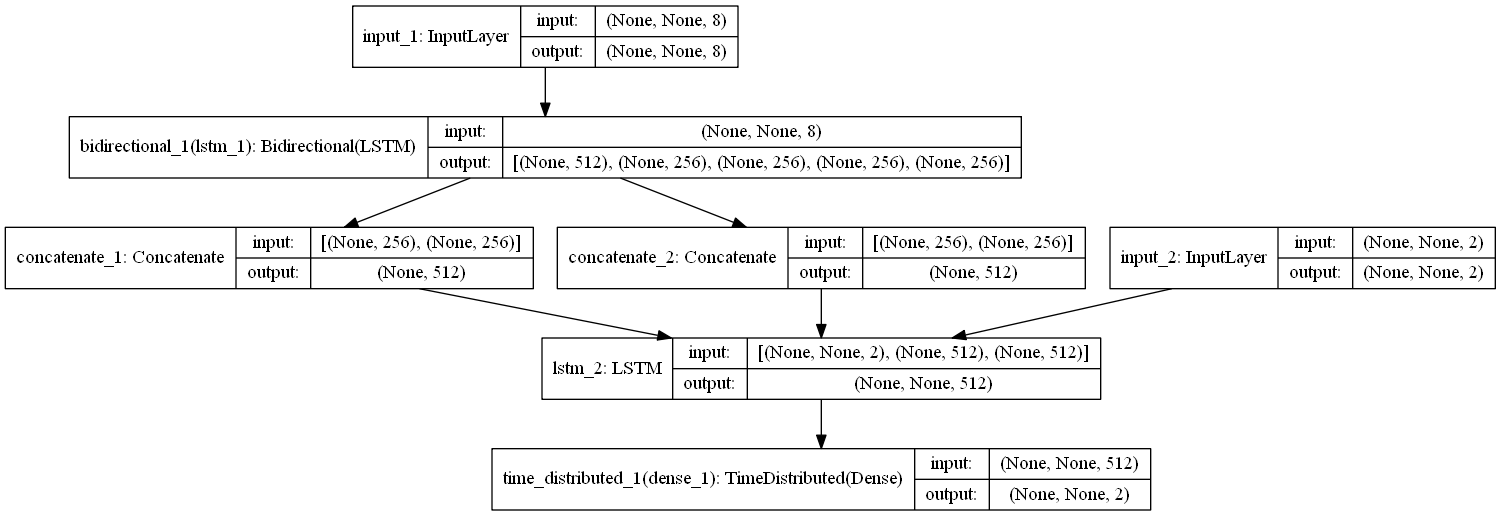 input_1: InputLayer
input: (None, None, 8)
output: (None, None, 8)
bidirectional_1(lstm_1): Bidirectional(LSTM)
input: (None, None, 8)
output: [(None, 512), (None, 256), (None, 256), (None, 256), (None, 256)]
concatenate_1: Concatenate
input: [(None, 256), (None, 256)]
output: (None, 512)
concatenate_2: Concatenate
input: [(None, 256), (None, 256)]
output: (None, 512)
input_2: InputLayer
input: (None, None, 2)
output: (None, None, 2)
lstm_2: LSTM
input: [(None, None, 2), (None, 512), (None, 512)]
output: (None, None, 512)
time_distributed_1(dense_1): TimeDistributed(Dense)
input: (None, None, 512)
output: (None, None, 2)